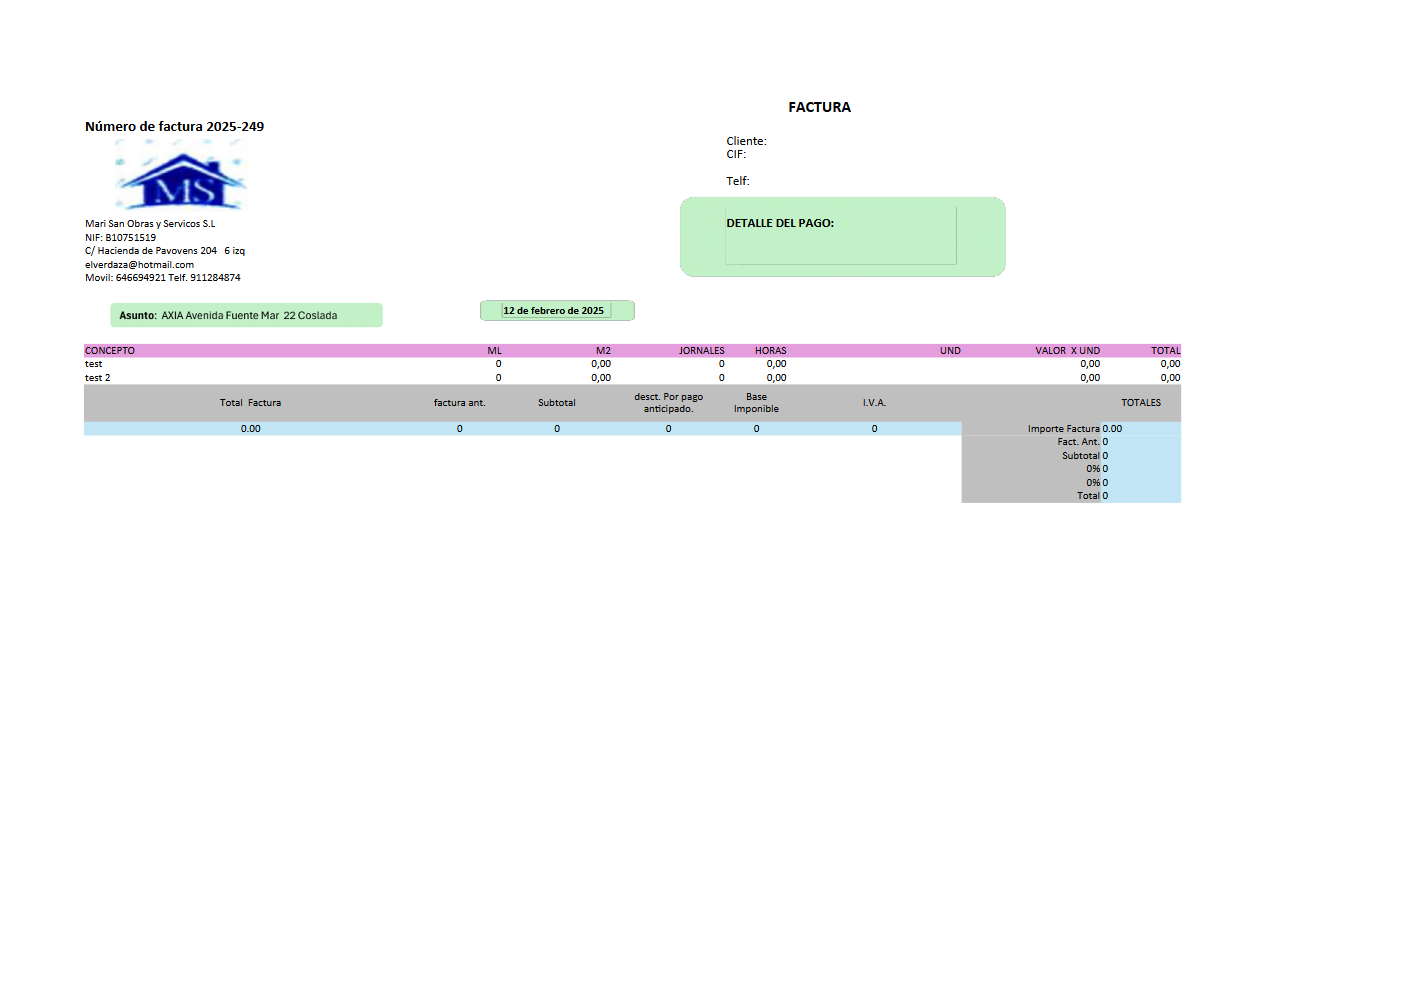 FACTURA
Número de factura 2025-249
Cliente:
CIF:
Telf:
MS
DETALLE DEL PAGO:
Mari San Obras y Servicos S.L
NIF: B10751519
C/ Hacienda de Pavovens 204 6 izq
elverdaza@hotmail.com
Movil: 646694921 Telf. 911284874
Asunto: AXIA Avenida Fuente Mar 22 Coslada
12 de febrero de 2025
CONCEPTO ML M2 JORNALES HORAS UND VALOR X UND TOTAL
test 0 0,00 0 0,00 0,00 0,00
test 2 0 0,00 0 0,00 0,00 0,00
Total Factura factura ant. Subtotal desct. Por pago anticipado. Base Imponible I.V.A. TOTALES
0.00 0 0 0 0 0 Importe Factura 0.00
Fact. Ant. 0
Subtotal 0
0% 0
0% 0
Total 0